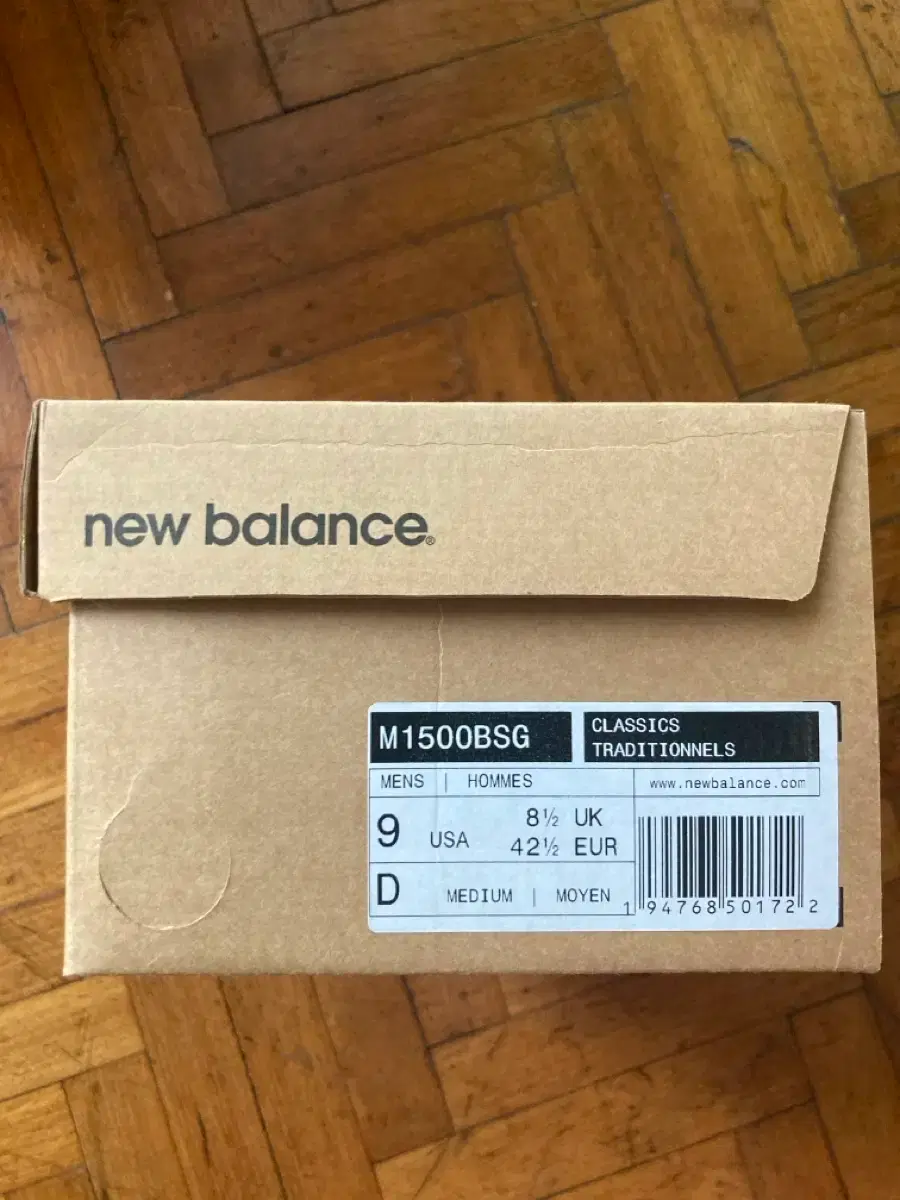 new balance®
M1500BSG
CLASSICS
TRADITIONNELS
MENS | HOMMES
www.newbalance.com
9 USA
8½ UK
42½ EUR
D MEDIUM | MOYEN
1 94768 50172 2